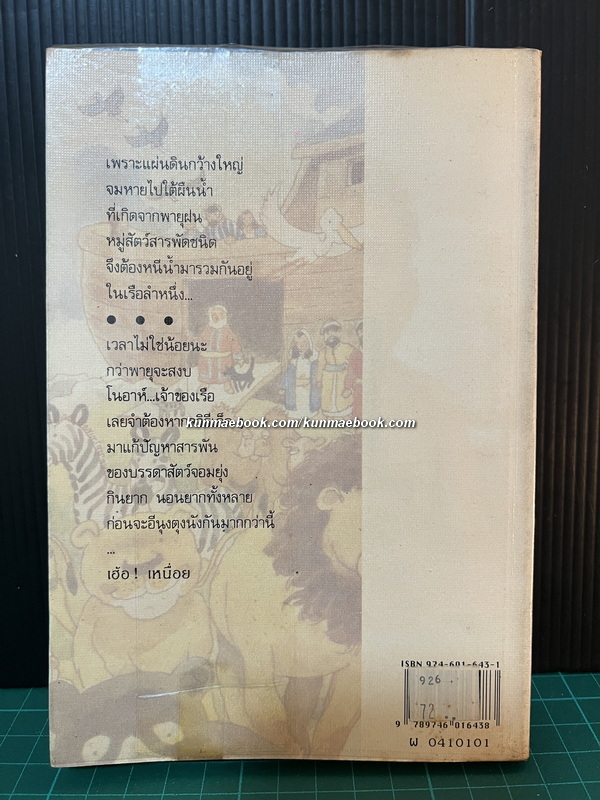 เพราะแผ่นดินกว้างใหญ่
จมหายไปใต้ผืนน้ำ
ที่เกิดจากพายุฝน
หมู่สัตว์สารพัดชนิด
จึงต้องหนีน้ำมารวมกันอยู่
ในเรือลำหนึ่ง...
● ● ●
เวลาไม่ใช่น้อยนะ
กว่าพายุจะสงบ
โนอาห์...เจ้าของเรือ
เลยจำต้องหา
kunmaebook.com/kunmaebook.com
มาแก้ปัญหาสารพัน
ของบรรดาสัตว์จอมยุ่ง
กินยาก นอนยากทั้งหลาย
ก่อนจะอีนุงตุงนังกันมากกว่านี้
...
เฮ้อ! เหนื่อย
ISBN 924-601-643-1
926
72
9 789746 016438
ผ 0410101